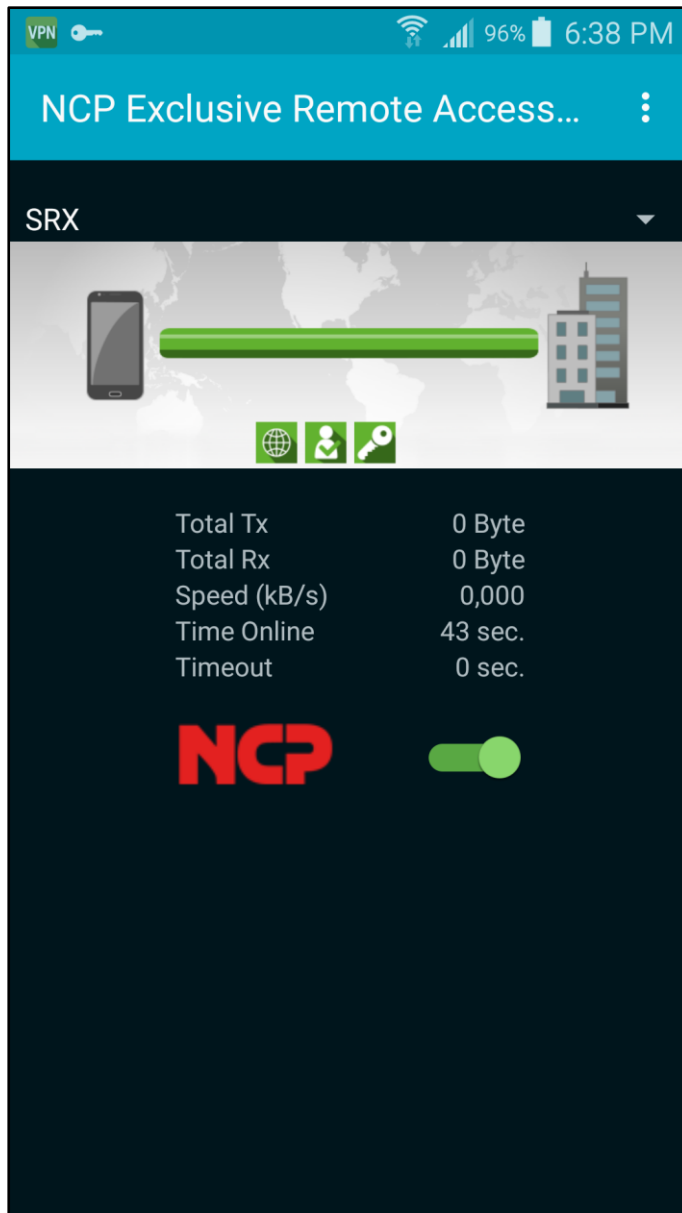 VPN 96% 6:38 PM
NCP Exclusive Remote Access...
SRX
Total Tx 0 Byte
Total Rx 0 Byte
Speed (kB/s) 0,000
Time Online 43 sec.
Timeout 0 sec.
NCP